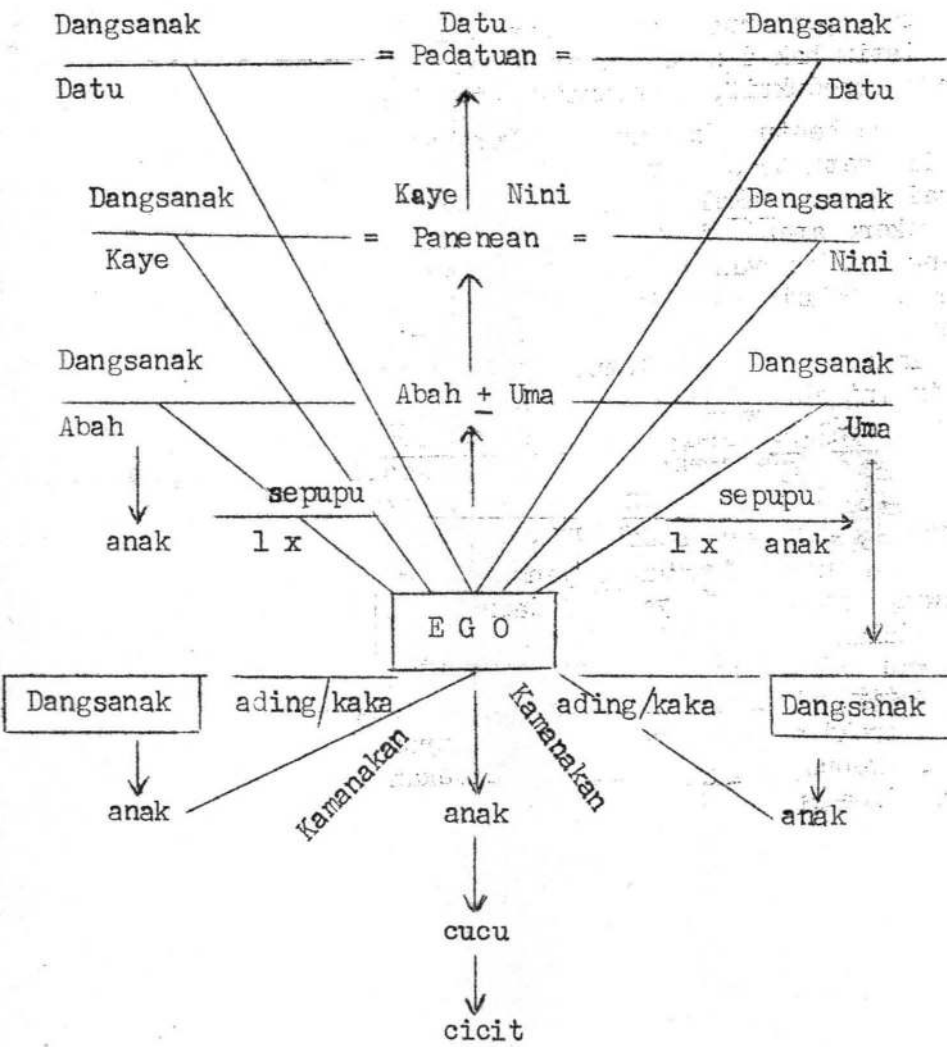 Dangsanak Datu Dangsanak
= Padatuan =
Datu Datu
Dangsanak Kaye Nini Dangsanak
= Panenean =
Kaye Nini
Dangsanak Dangsanak
Abah + Uma
Abah Uma
sepupu sepupu
anak 1 x 1 x anak
E G O
Dangsanak ading/kaka ading/kaka Dangsanak
Kamanakan Kamanakan
anak anak anak
cucu
cicit